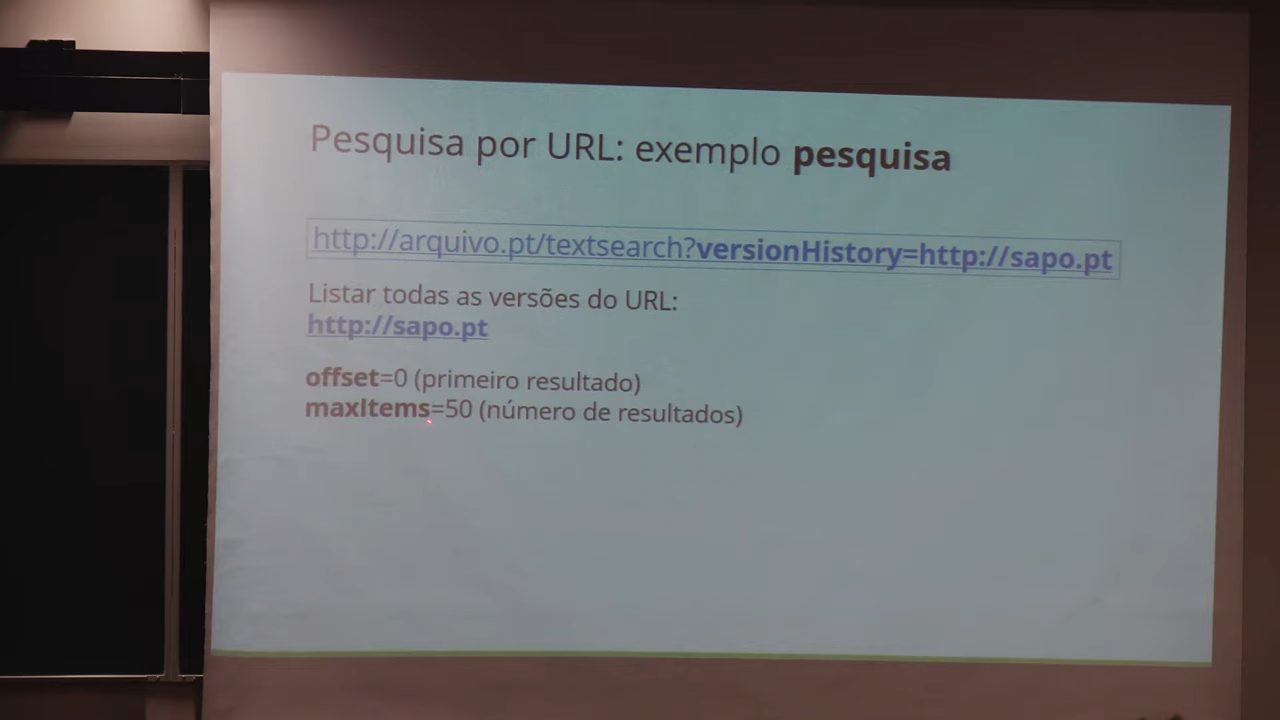 Pesquisa por URL: exemplo pesquisa
http://arquivo.pt/textsearch?versionHistory=http://sapo.pt
Listar todas as versões do URL:
http://sapo.pt
offset=0 (primeiro resultado)
maxItems=50 (número de resultados)